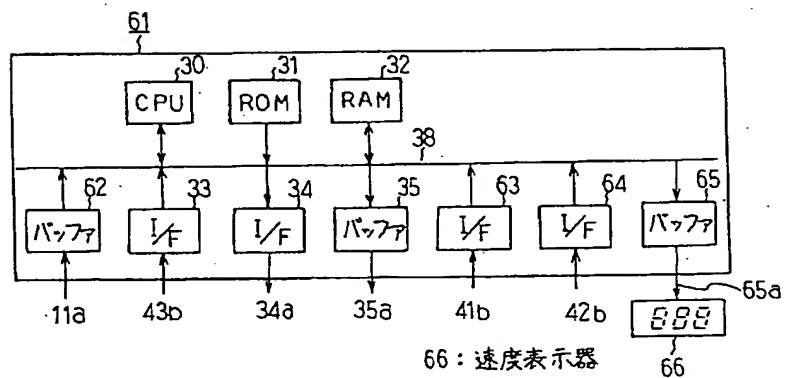 61
30 31 32
CPU ROM RAM
38
62 33 34 35 63 64 65
バッファ I/F I/F バッファ I/F I/F バッファ
65a
11a 43b 34a 35a 41b 42b 888
66:速度表示器 66